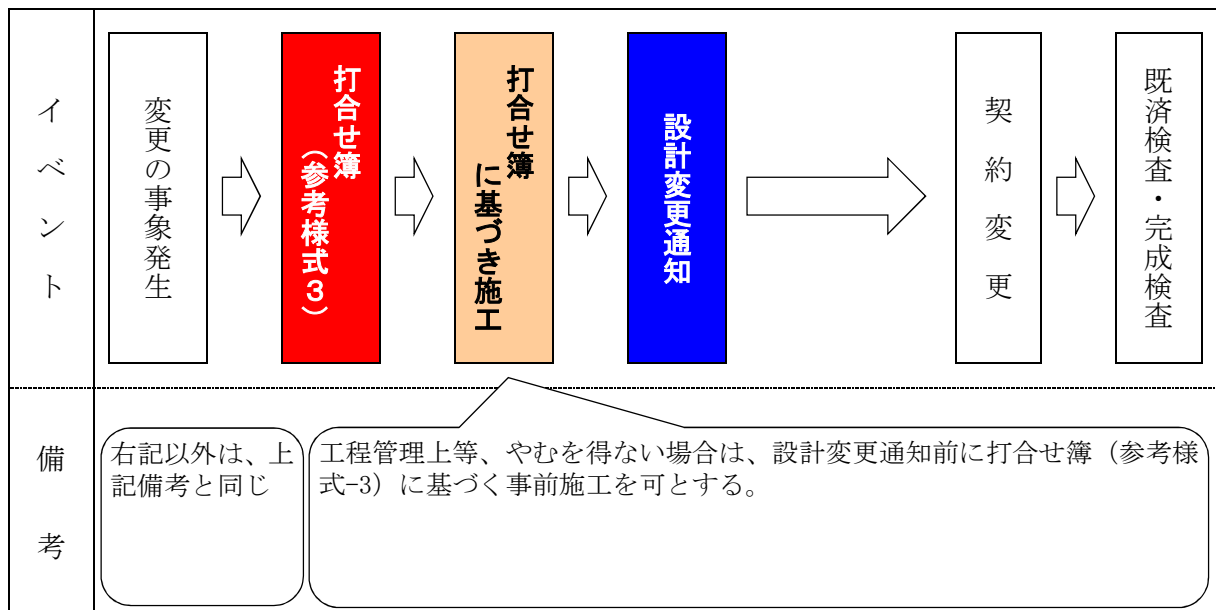 イベント
変更の事象発生
打合せ簿
（参考様式３）
打合せ簿
に基づき施工
設計変更通知
契約変更
既済検査・完成検査
備考
右記以外は、上
記備考と同じ
工程管理上等、やむを得ない場合は、設計変更通知前に打合せ簿（参考様
式-3）に基づく事前施工を可とする。